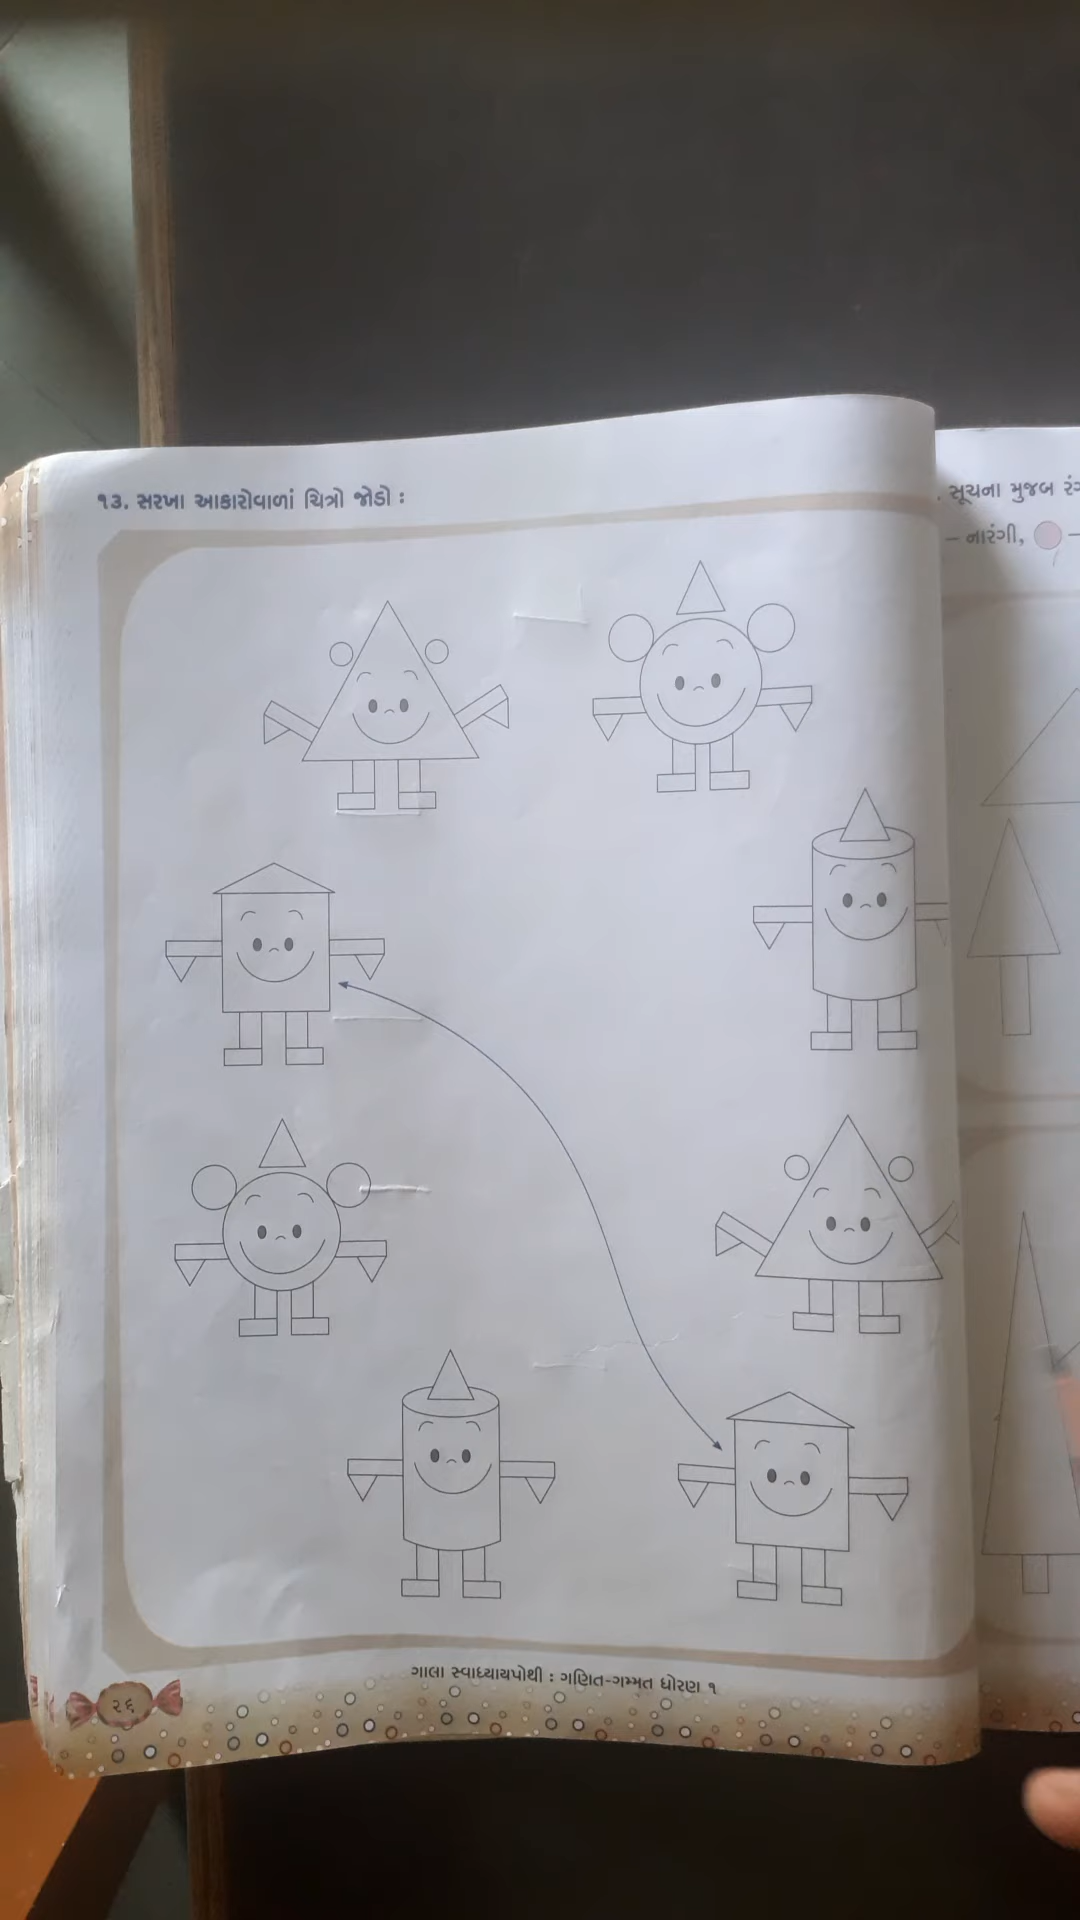 ૧૩. સરખા આકારોવાળાં ચિત્રો જોડો :
. સૂચના મુજબ
– નારંગી, –
ગાલા સ્વાધ્યાયપોથી : ગણિત-ગમ્મત ધોરણ ૧
૨૬